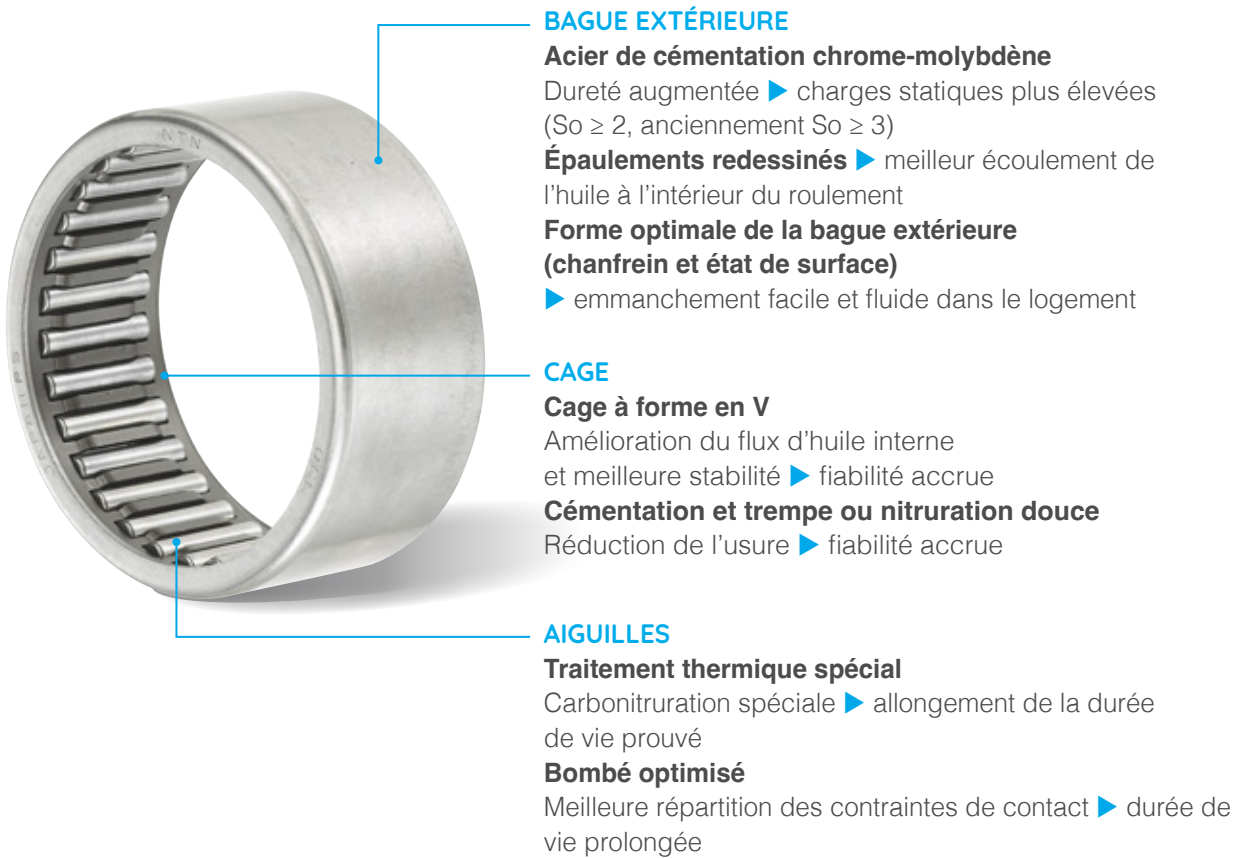 BAGUE EXTÉRIEURE
Acier de cémentation chrome-molybdène
Dureté augmentée ▶ charges statiques plus élevées
(So ≥ 2, anciennement So ≥ 3)
Épaulements redessinés ▶ meilleur écoulement de
l’huile à l’intérieur du roulement
Forme optimale de la bague extérieure
(chanfrein et état de surface)
▶ emmanchement facile et fluide dans le logement
CAGE
Cage à forme en V
Amélioration du flux d’huile interne
et meilleure stabilité ▶ fiabilité accrue
Cémentation et trempe ou nitruration douce
Réduction de l’usure ▶ fiabilité accrue
AIGUILLES
Traitement thermique spécial
Carbonitruration spéciale ▶ allongement de la durée
de vie prouvé
Bombé optimisé
Meilleure répartition des contraintes de contact ▶ durée de
vie prolongée
NTN